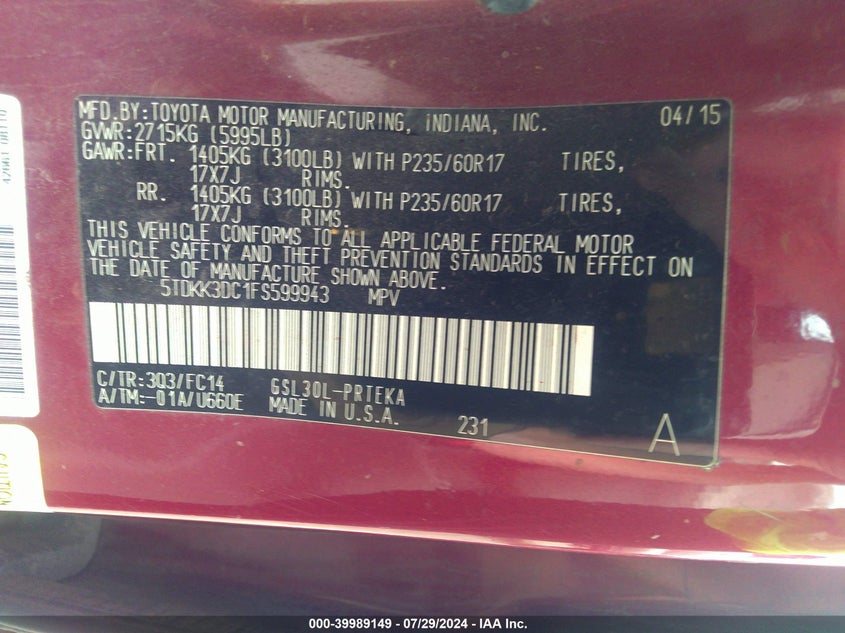 MFD.BY:TOYOTA MOTOR MANUFACTURING, INDIANA, INC. 04/15
GVWR:2715KG (5995LB)
GAWR:FRT. 1405KG (3100LB) WITH P235/60R17 TIRES,
17X7J RIMS.
RR. 1405KG (3100LB) WITH P235/60R17 TIRES,
17X7J RIMS.
THIS VEHICLE CONFORMS TO ALL APPLICABLE FEDERAL MOTOR
VEHICLE SAFETY AND THEFT PREVENTION STANDARDS IN EFFECT ON
THE DATE OF MANUFACTURE SHOWN ABOVE.
5TDKK3DC1FS599943 MPV
C/TR:3Q3/FC14 GSL30L-PRTEKA
A/TM:-01A/U660E MADE IN U.S.A. 231 A
CAUTION
000-39989149 / 07/29/2024 - IAA Inc.